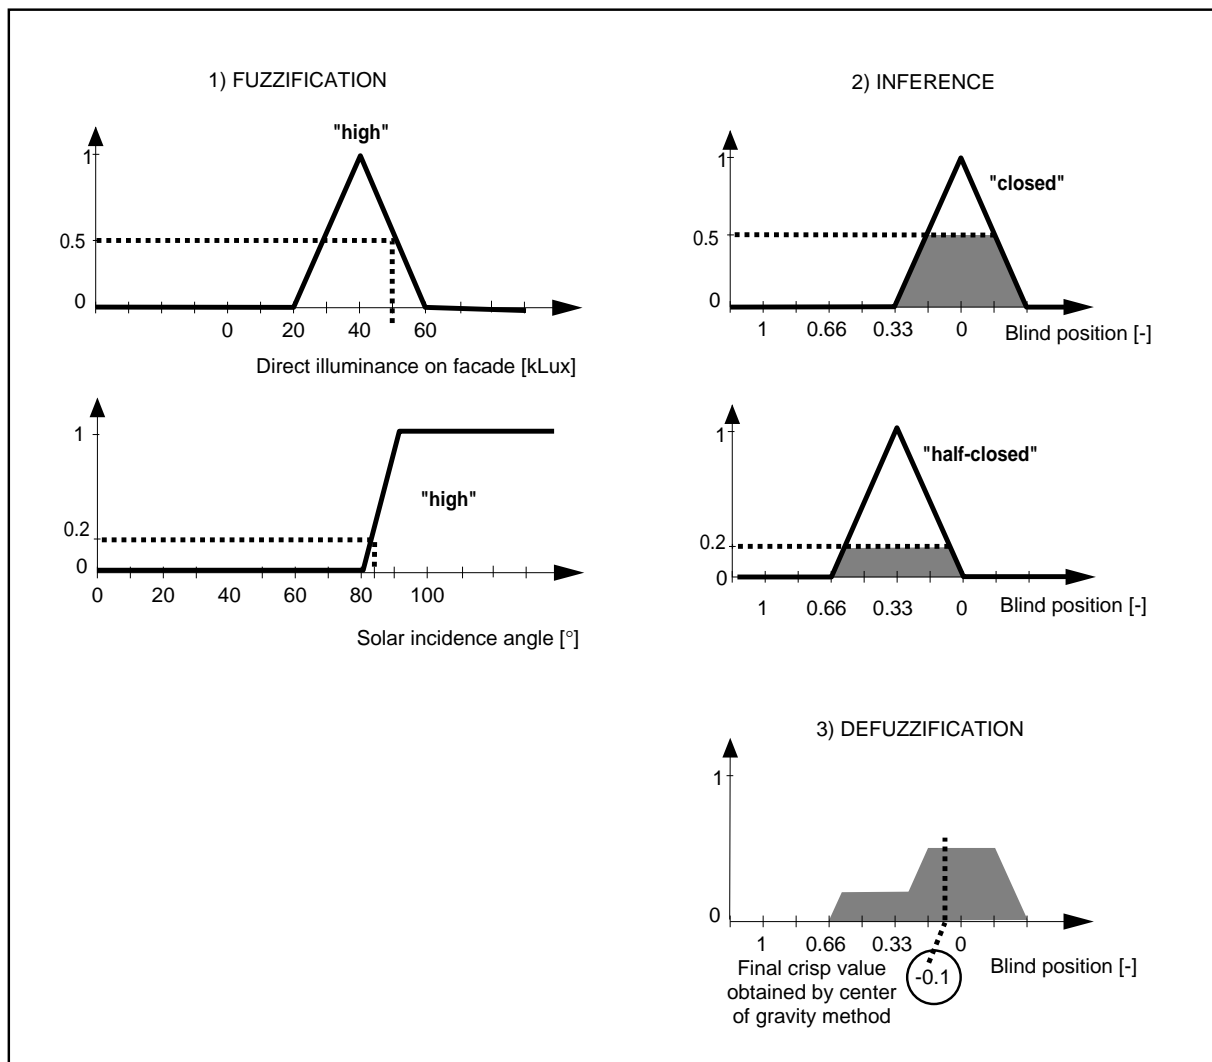 1) FUZZIFICATION
"high"
1
0.5
0
0 20 40 60
Direct illuminance on facade [kLux]
1
"high"
0.2
0
0 20 40 60 80 100
Solar incidence angle [°]
2) INFERENCE
1
"closed"
0.5
0
1 0.66 0.33 0
Blind position [-]
1
"half-closed"
0.2
0
1 0.66 0.33 0
Blind position [-]
3) DEFUZZIFICATION
1
0
1 0.66 0.33 0
Blind position [-]
Final crisp value
obtained by center
of gravity method
-0.1